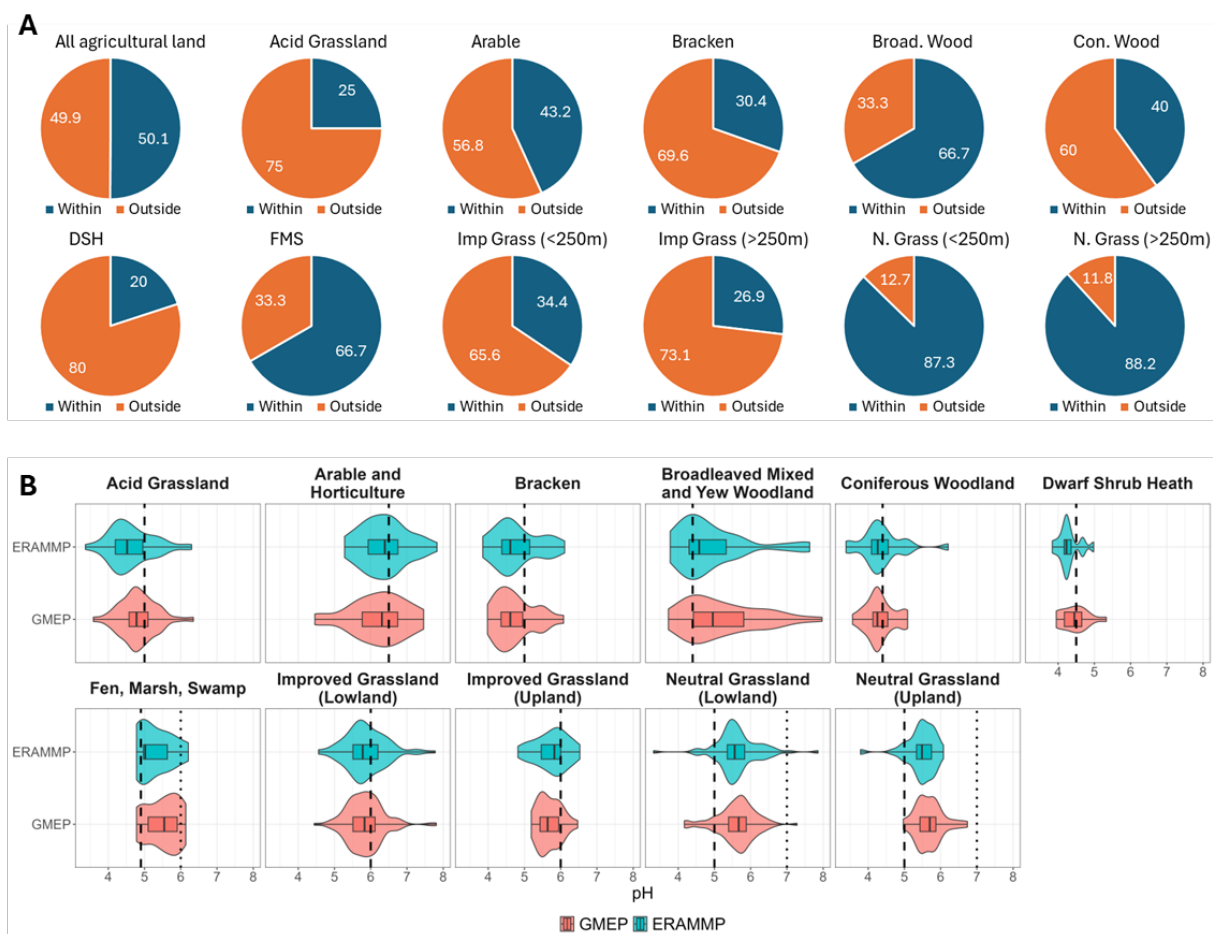 A
All agricultural land
Acid Grassland
Arable
Bracken
Broad. Wood
Con. Wood
49.9
50.1
25
75
43.2
56.8
30.4
69.6
33.3
66.7
40
60
Within Outside
Within Outside
Within Outside
Within Outside
Within Outside
Within Outside
DSH
FMS
Imp Grass (<250m)
Imp Grass (>250m)
N. Grass (<250m)
N. Grass (>250m)
20
80
33.3
66.7
34.4
65.6
26.9
73.1
12.7
87.3
11.8
88.2
Within Outside
Within Outside
Within Outside
Within Outside
Within Outside
Within Outside
B
Acid Grassland
Arable and
Horticulture
Bracken
Broadleaved Mixed
and Yew Woodland
Coniferous Woodland
Dwarf Shrub Heath
ERAMMP
GMEP
4 5 6 7 8
Fen, Marsh, Swamp
Improved Grassland
(Lowland)
Improved Grassland
(Upland)
Neutral Grassland
(Lowland)
Neutral Grassland
(Upland)
ERAMMP
GMEP
4 5 6 7 8
4 5 6 7 8
4 5 6 7 8
4 5 6 7 8
4 5 6 7 8
pH
GMEP ERAMMP